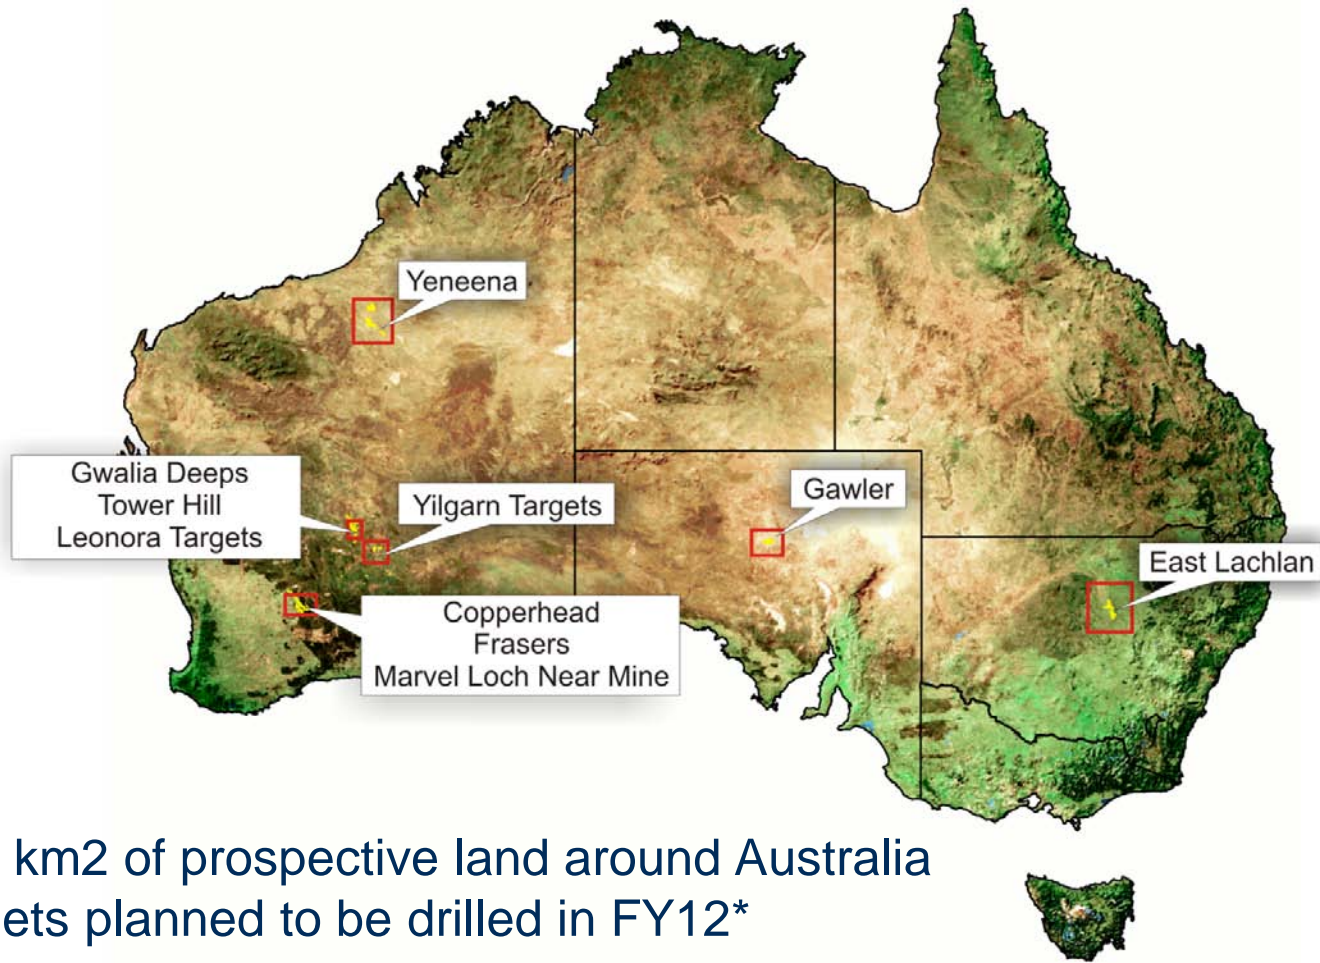 Yeneena
Gwalia Deeps
Tower Hill
Leonora Targets
Yilgarn Targets
Gawler
East Lachlan
Copperhead
Frasers
Marvel Loch Near Mine
km2 of prospective land around Australia
ets planned to be drilled in FY12*